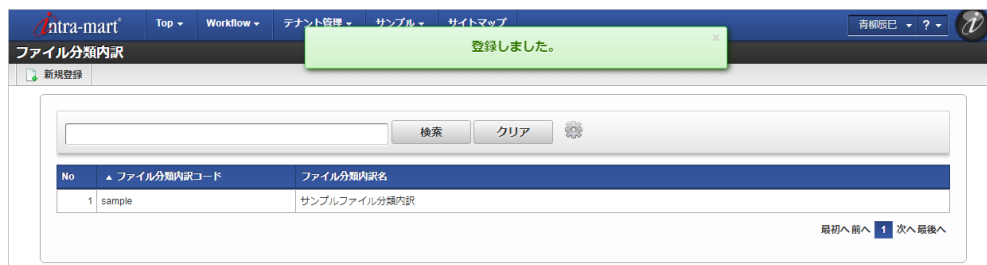 intra-mart Top Workflow テナント管理 サンプル サイトマップ 青柳辰巳 ?
登録しました。 ×
ファイル分類内訳
新規登録
検索 クリア
No ▲ ファイル分類内訳コード ファイル分類内訳名
1 sample サンプルファイル分類内訳
最初へ 前へ 1 次へ 最後へ